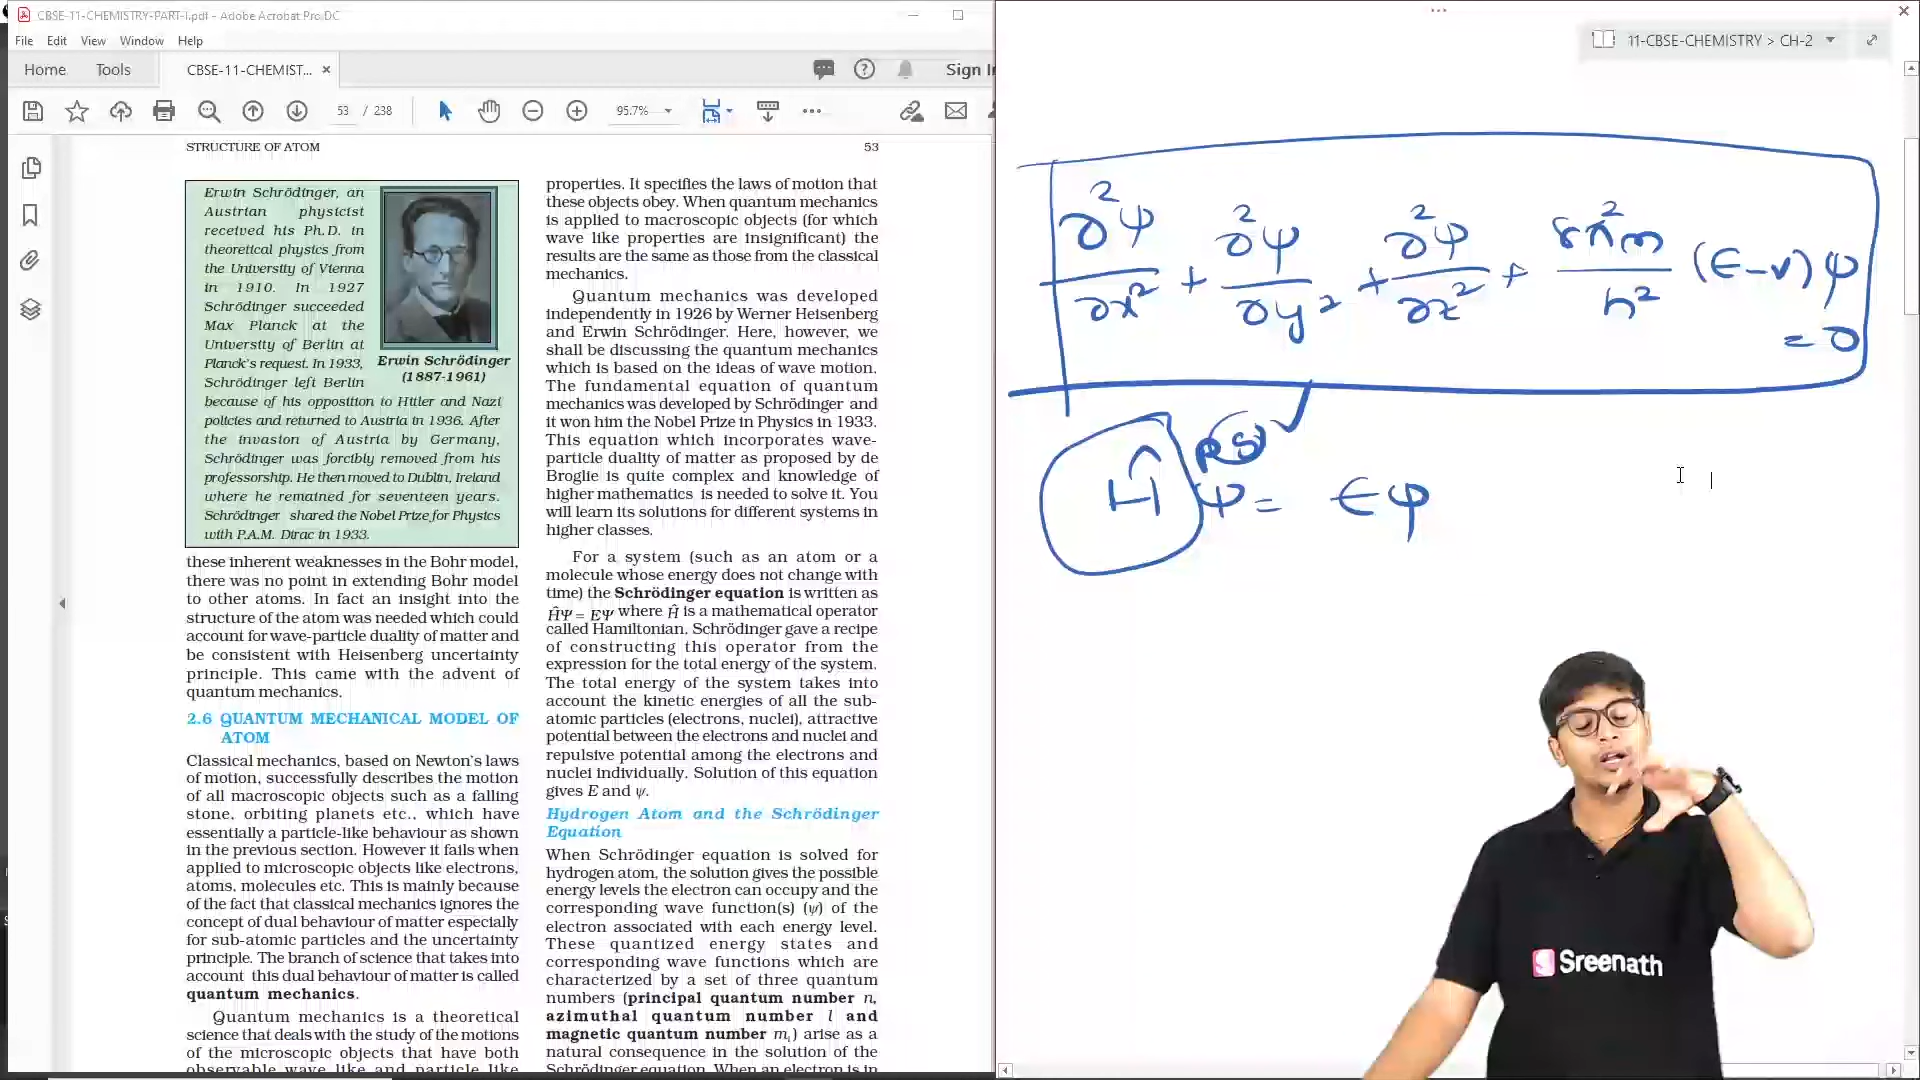 CBSE-11-CHEMISTRY-PART-I.pdf - Adobe Acrobat Pro DC
File Edit View Window Help
Home Tools CBSE-11-CHEMIST... × Sign In
53 / 238 95.7%
STRUCTURE OF ATOM 53
Erwin Schrödinger, an
Austrian physicist
received his Ph.D. in
theoretical physics from
the University of Vienna
in 1910. In 1927
Schrödinger succeeded
Max Planck at the
University of Berlin at
Planck's request. In 1933,
Schrödinger left Berlin
because of his opposition to Hitler and Nazi
policies and returned to Austria in 1936. After
the invasion of Austria by Germany,
Schrödinger was forcibly removed from his
professorship. He then moved to Dublin, Ireland
where he remained for seventeen years.
Schrödinger shared the Nobel Prize for Physics
with P.A.M. Dirac in 1933.
Erwin Schrödinger
(1887-1961)
these inherent weaknesses in the Bohr model,
there was no point in extending Bohr model
to other atoms. In fact an insight into the
structure of the atom was needed which could
account for wave-particle duality of matter and
be consistent with Heisenberg uncertainty
principle. This came with the advent of
quantum mechanics.
2.6 QUANTUM MECHANICAL MODEL OF
ATOM
Classical mechanics, based on Newton's laws
of motion, successfully describes the motion
of all macroscopic objects such as a falling
stone, orbiting planets etc., which have
essentially a particle-like behaviour as shown
in the previous section. However it fails when
applied to microscopic objects like electrons,
atoms, molecules etc. This is mainly because
of the fact that classical mechanics ignores the
concept of dual behaviour of matter especially
for sub-atomic particles and the uncertainty
principle. The branch of science that takes into
account this dual behaviour of matter is called
quantum mechanics.
Quantum mechanics is a theoretical
science that deals with the study of the motions
of the microscopic objects that have both
observable wave like and particle like
properties. It specifies the laws of motion that
these objects obey. When quantum mechanics
is applied to macroscopic objects (for which
wave like properties are insignificant) the
results are the same as those from the classical
mechanics.
Quantum mechanics was developed
independently in 1926 by Werner Heisenberg
and Erwin Schrödinger. Here, however, we
shall be discussing the quantum mechanics
which is based on the ideas of wave motion.
The fundamental equation of quantum
mechanics was developed by Schrödinger and
it won him the Nobel Prize in Physics in 1933.
This equation which incorporates wave-
particle duality of matter as proposed by de
Broglie is quite complex and knowledge of
higher mathematics is needed to solve it. You
will learn its solutions for different systems in
higher classes.
For a system (such as an atom or a
molecule whose energy does not change with
time) the Schrödinger equation is written as
ĤΨ = EΨ where Ĥ is a mathematical operator
called Hamiltonian. Schrödinger gave a recipe
of constructing this operator from the
expression for the total energy of the system.
The total energy of the system takes into
account the kinetic energies of all the sub-
atomic particles (electrons, nuclei), attractive
potential between the electrons and nuclei and
repulsive potential among the electrons and
nuclei individually. Solution of this equation
gives E and ψ.
Hydrogen Atom and the Schrödinger
Equation
When Schrödinger equation is solved for
hydrogen atom, the solution gives the possible
energy levels the electron can occupy and the
corresponding wave function(s) (ψ) of the
electron associated with each energy level.
These quantized energy states and
corresponding wave functions which are
characterized by a set of three quantum
numbers (principal quantum number n,
azimuthal quantum number l and
magnetic quantum number mₗ) arise as a
natural consequence in the solution of the
Schrödinger equation. When an electron is in
11-CBSE-CHEMISTRY > CH-2
∂²ψ/∂x² + ∂²ψ/∂y² + ∂²ψ/∂z² + 8π²m/h² (E-V)ψ
= 0
Ĥψ = Eψ
Sreenath